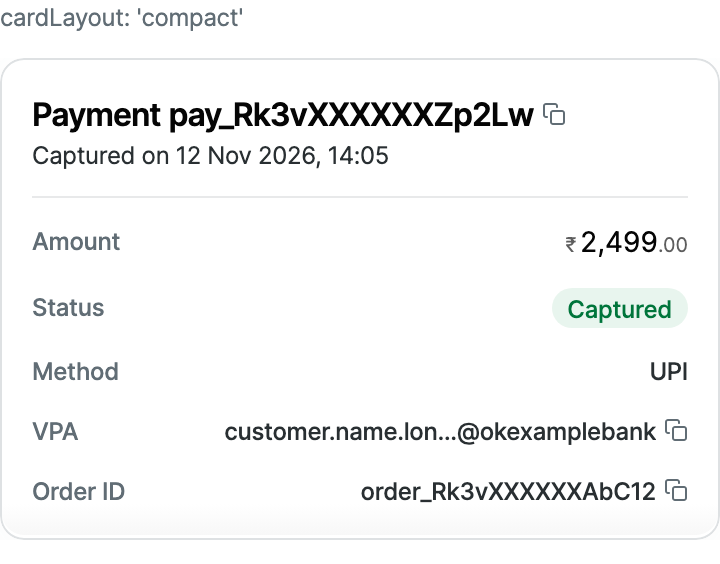 cardLayout: 'compact'
Payment pay_Rk3vXXXXXXZp2Lw
Captured on 12 Nov 2026, 14:05
Amount ₹2,499.00
Status Captured
Method UPI
VPA customer.name.lon...@okexamplebank
Order ID order_Rk3vXXXXXXAbC12